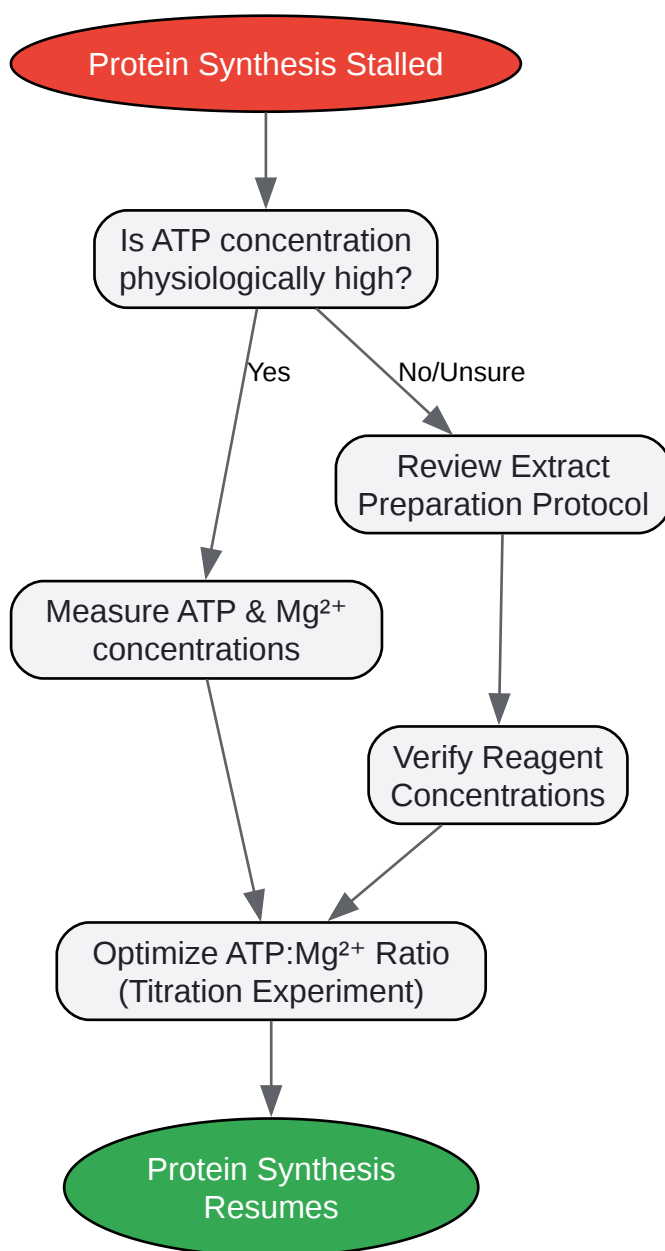 Protein Synthesis Stalled
Is ATP concentration
physiologically high?
Yes
No/Unsure
Review Extract
Preparation Protocol
Measure ATP & Mg²⁺
concentrations
Verify Reagent
Concentrations
Optimize ATP:Mg²⁺ Ratio
(Titration Experiment)
Protein Synthesis
Resumes